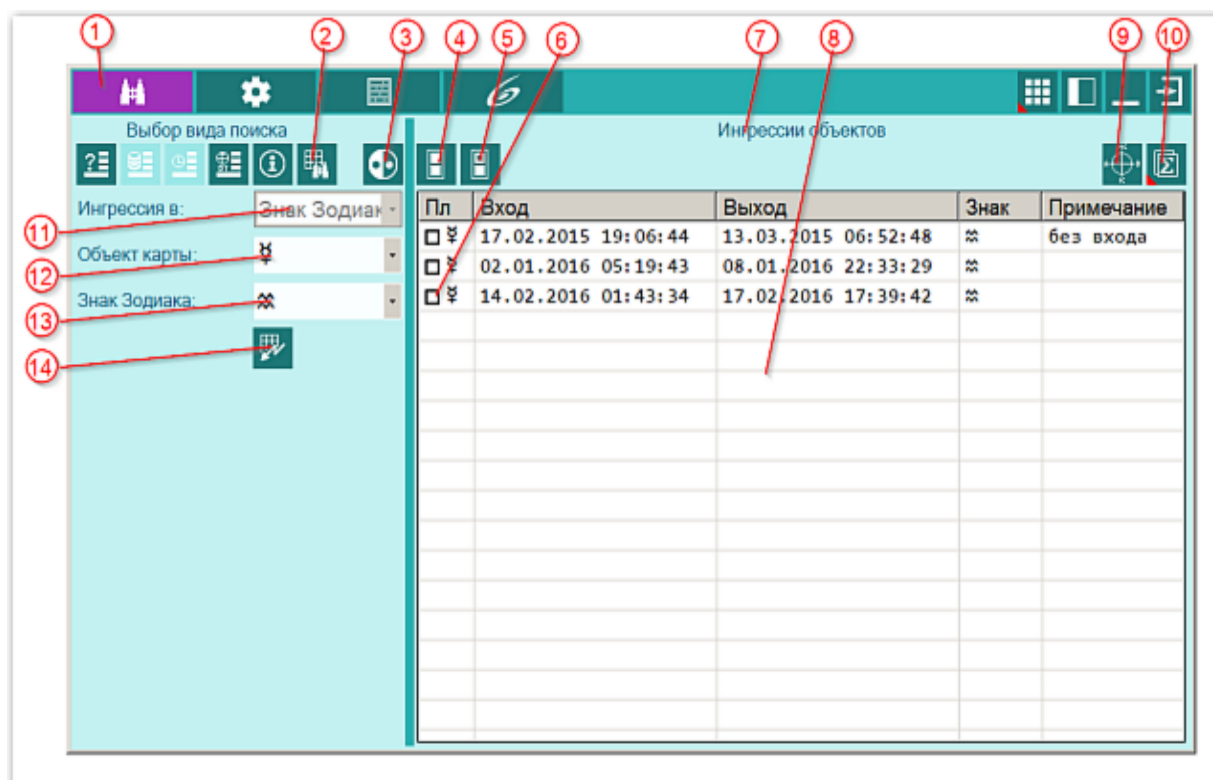 1 2 3 4 5 6 7 8 9 10
Выбор вида поиска
Ингрессии объектов
Ингрессия в: Знак Зодиак
Объект карты: ☿
Знак Зодиака: ♒
11
12
13
14
Пл Вход Выход Знак Примечание
☿ 17.02.2015 19:06:44 13.03.2015 06:52:48 ♒ без входа
☿ 02.01.2016 05:19:43 08.01.2016 22:33:29 ♒
☿ 14.02.2016 01:43:34 17.02.2016 17:39:42 ♒